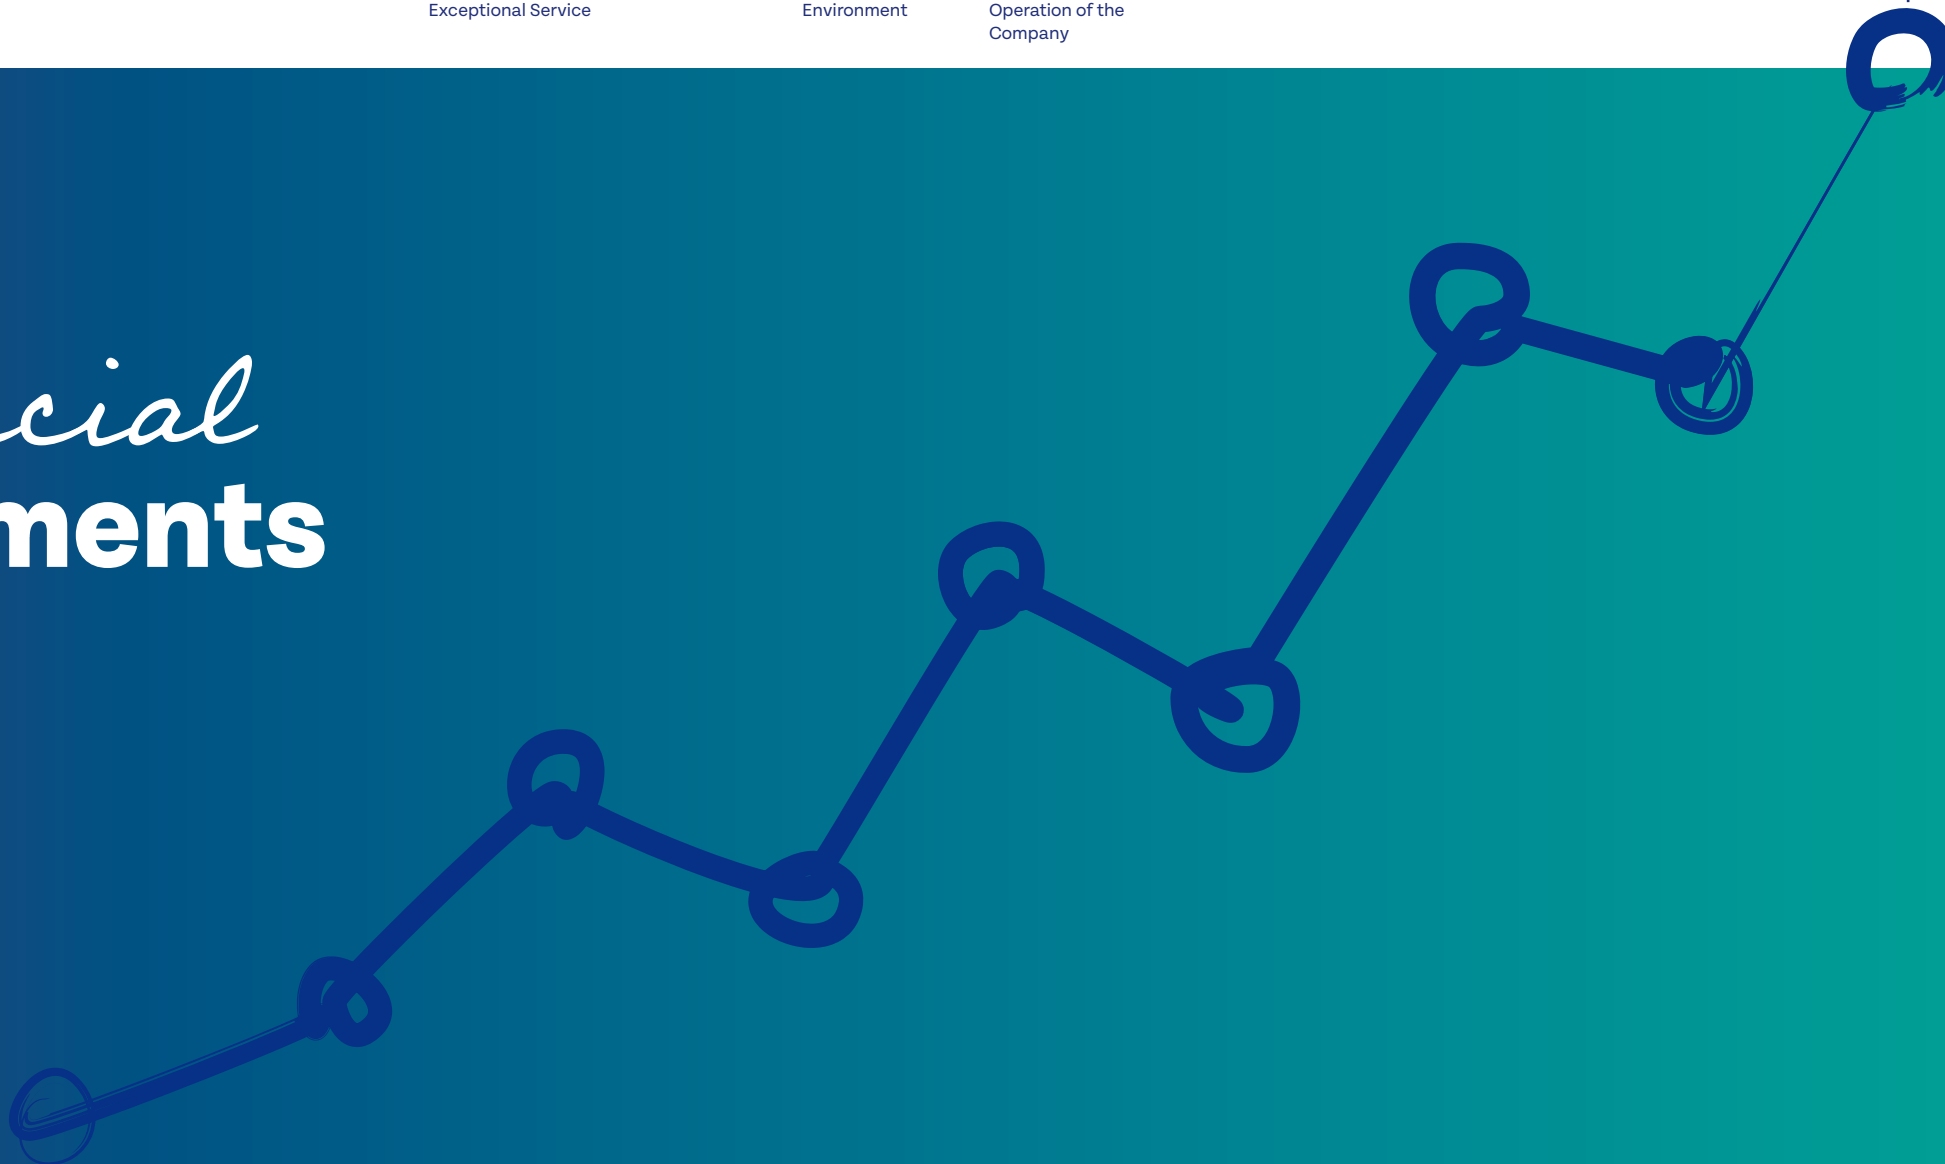 Exceptional Service
Environment
Operation of the
Company
cial
ments